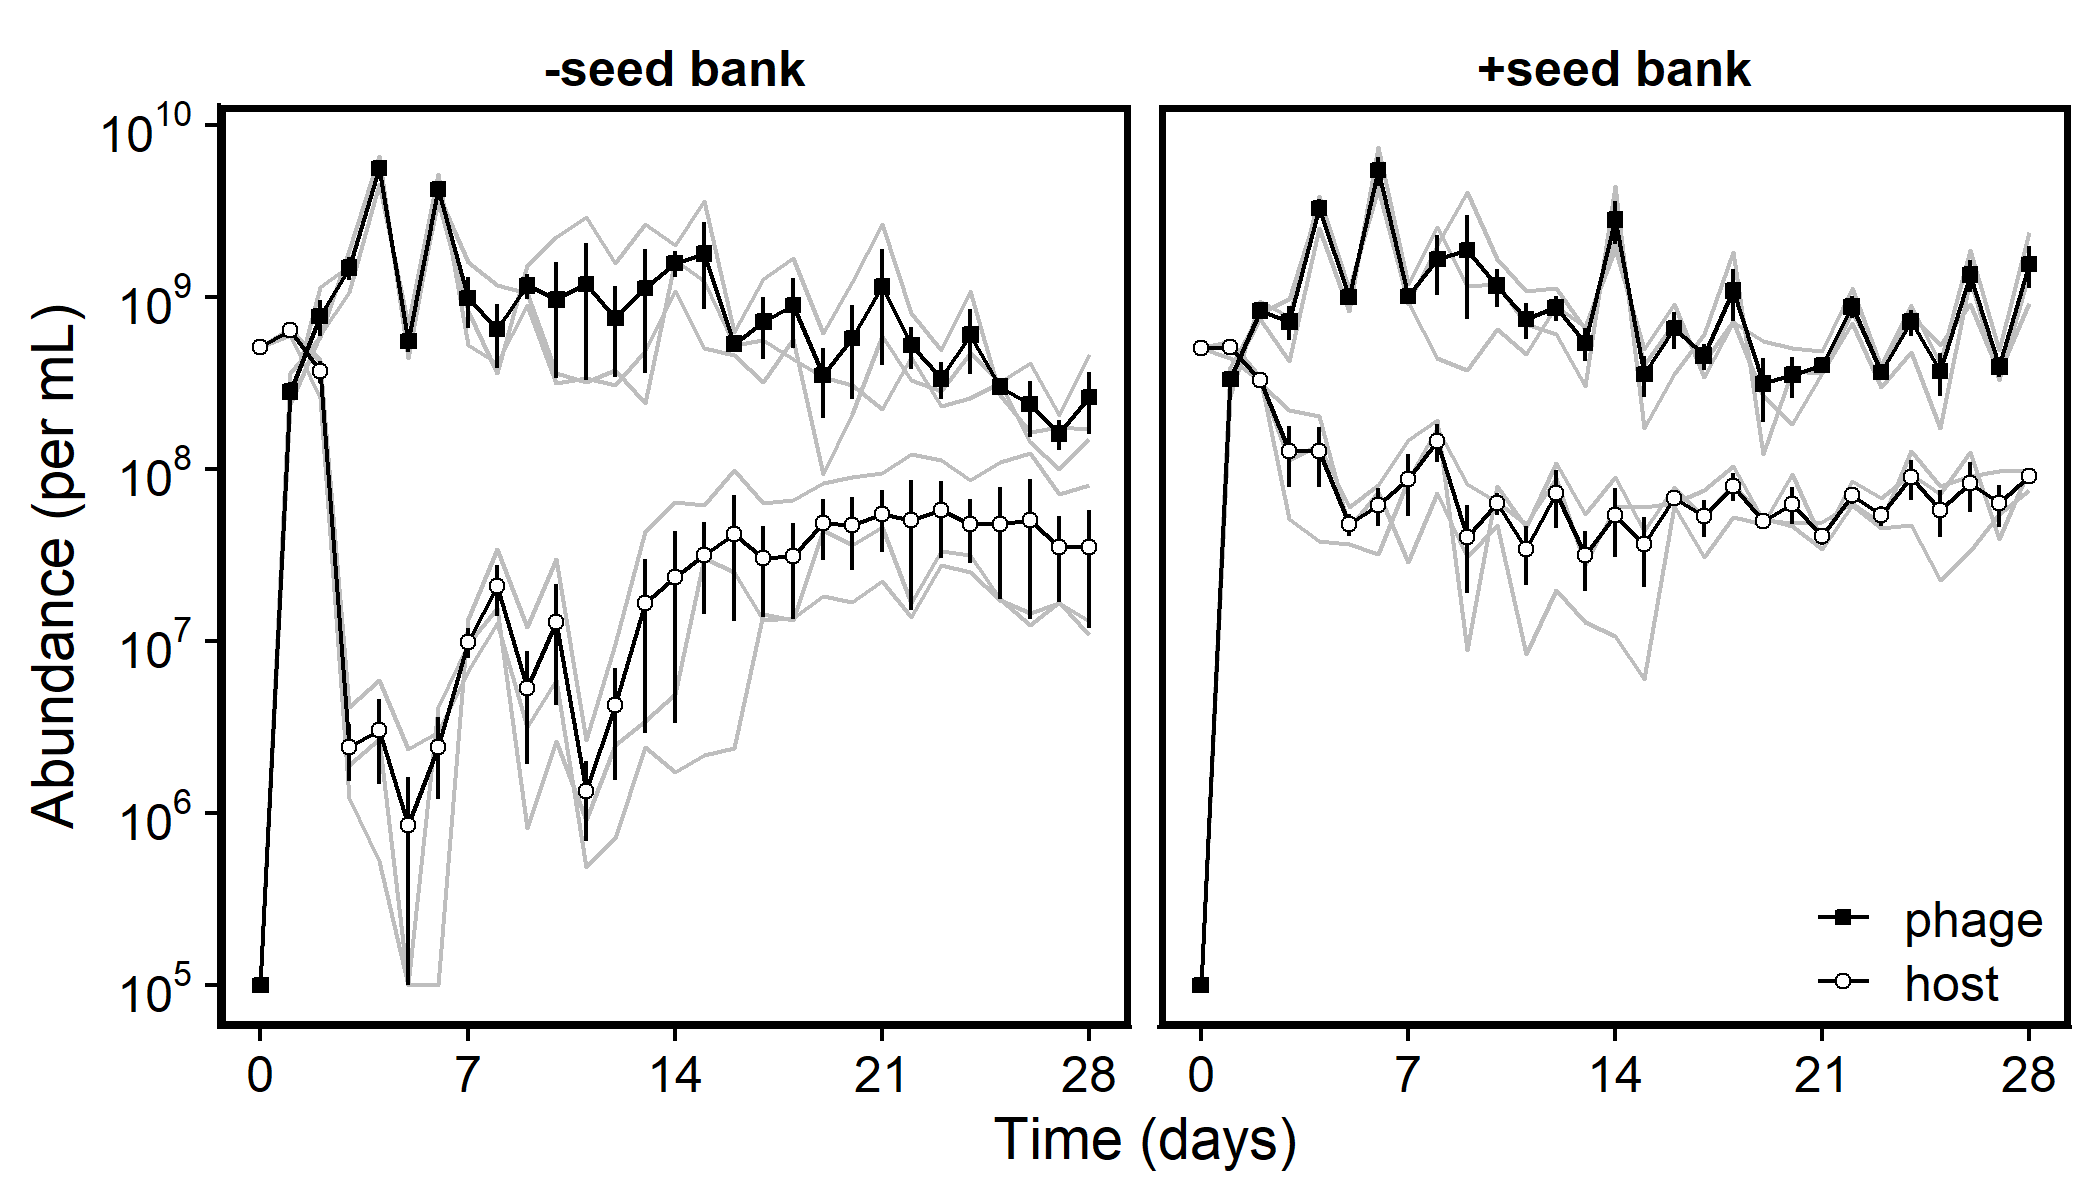 -seed bank
+seed bank
Abundance (per mL)
10^10
10^9
10^8
10^7
10^6
10^5
phage
host
0 7 14 21 28
0 7 14 21 28
Time (days)